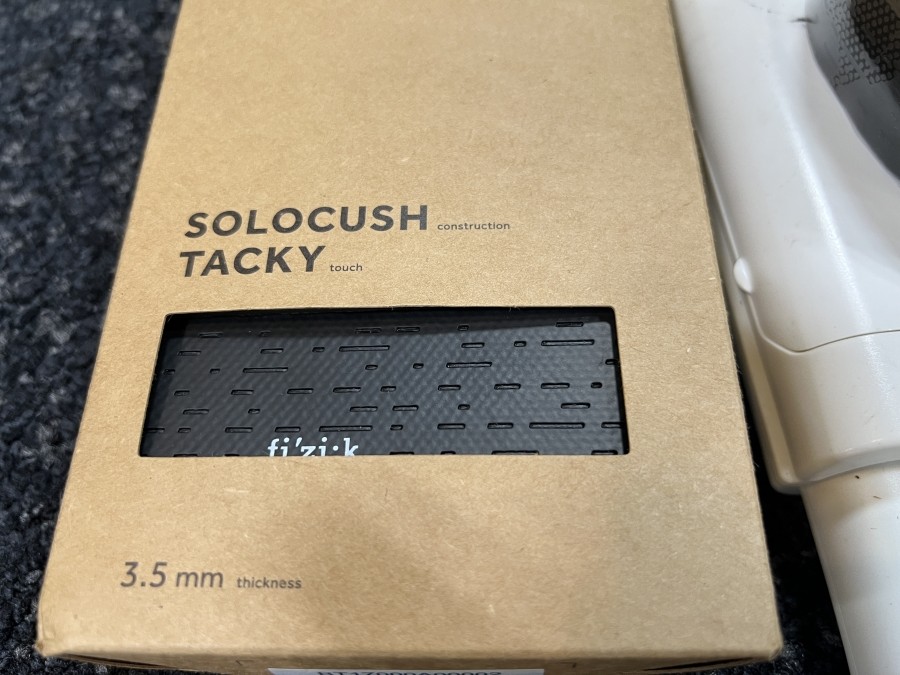 SOLOCUSH construction
TACKY touch
fi'zi:k
3.5 mm thickness